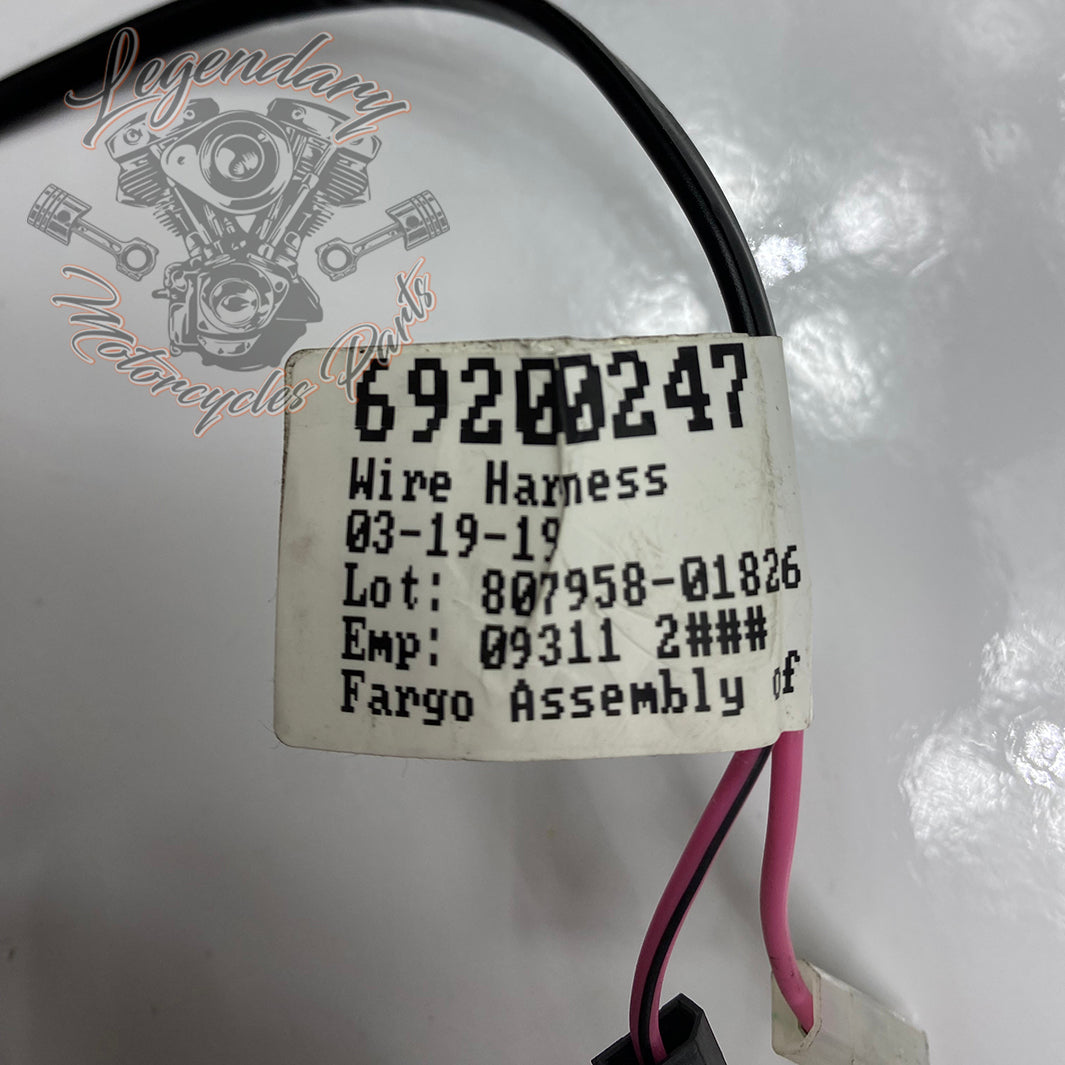 Legendary
Motorcycles Parts
69200247
Wire Harness
03-19-19
Lot: 807958-01826
Emp: 09311 2###
Fargo Assembly of